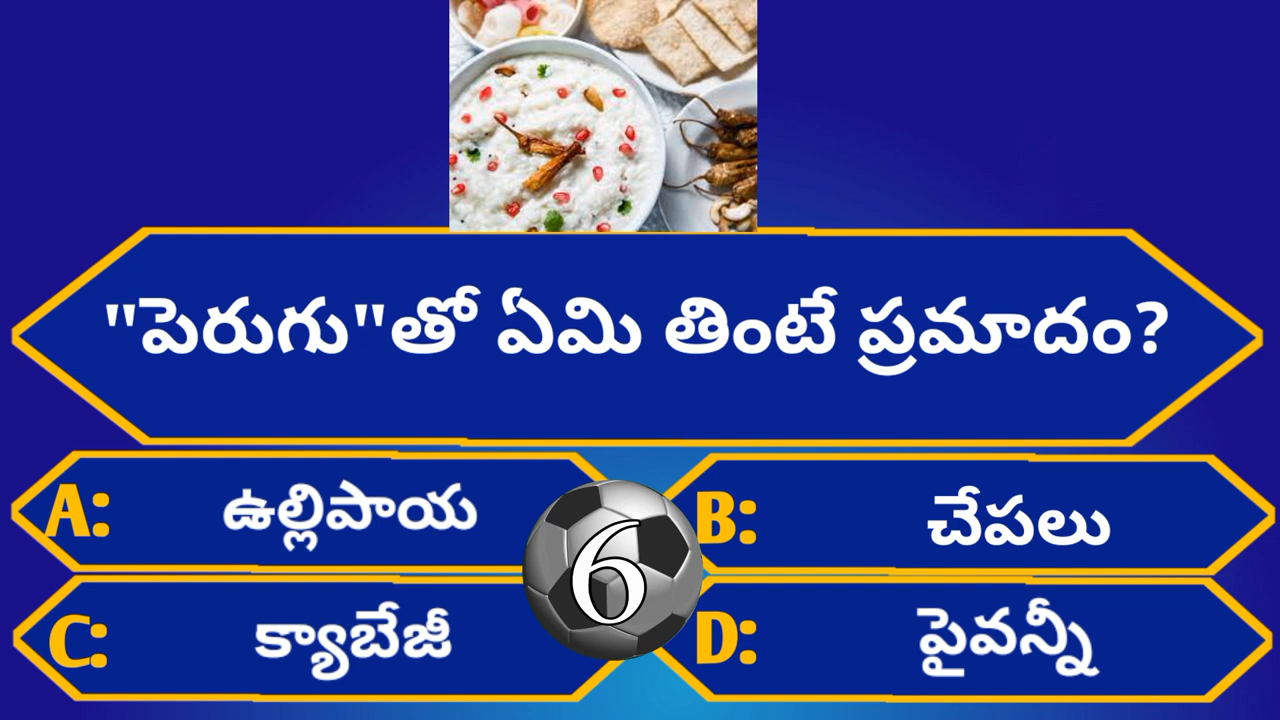 "పెరుగు"తో ఏమి తింటే ప్రమాదం?
A: ఉల్లిపాయ
B: చేపలు
6
C: క్యాబేజీ
D: పైవన్నీ